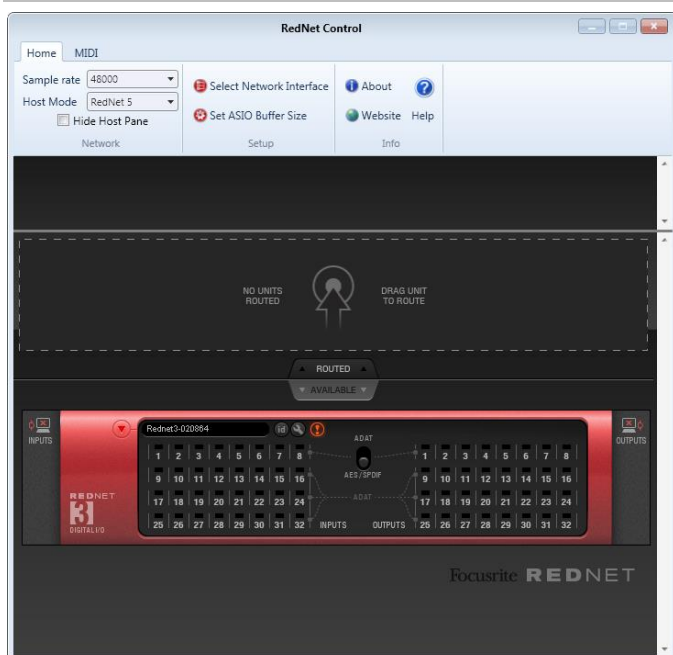 RedNet Control
Home MIDI
Sample rate 48000
Host Mode RedNet 5
Hide Host Pane
Network
Select Network Interface
Set ASIO Buffer Size
Setup
About
Website Help
Info
NO UNITS
ROUTED
DRAG UNIT
TO ROUTE
ROUTED
AVAILABLE
INPUTS
Rednet3-020864
id
OUTPUTS
ADAT
AES/SPDIF
ADAT
1 2 3 4 5 6 7 8
9 10 11 12 13 14 15 16
17 18 19 20 21 22 23 24
25 26 27 28 29 30 31 32
INPUTS OUTPUTS
1 2 3 4 5 6 7 8
9 10 11 12 13 14 15 16
17 18 19 20 21 22 23 24
25 26 27 28 29 30 31 32
REDNET
3
DIGITAL I/O
Focusrite REDNET